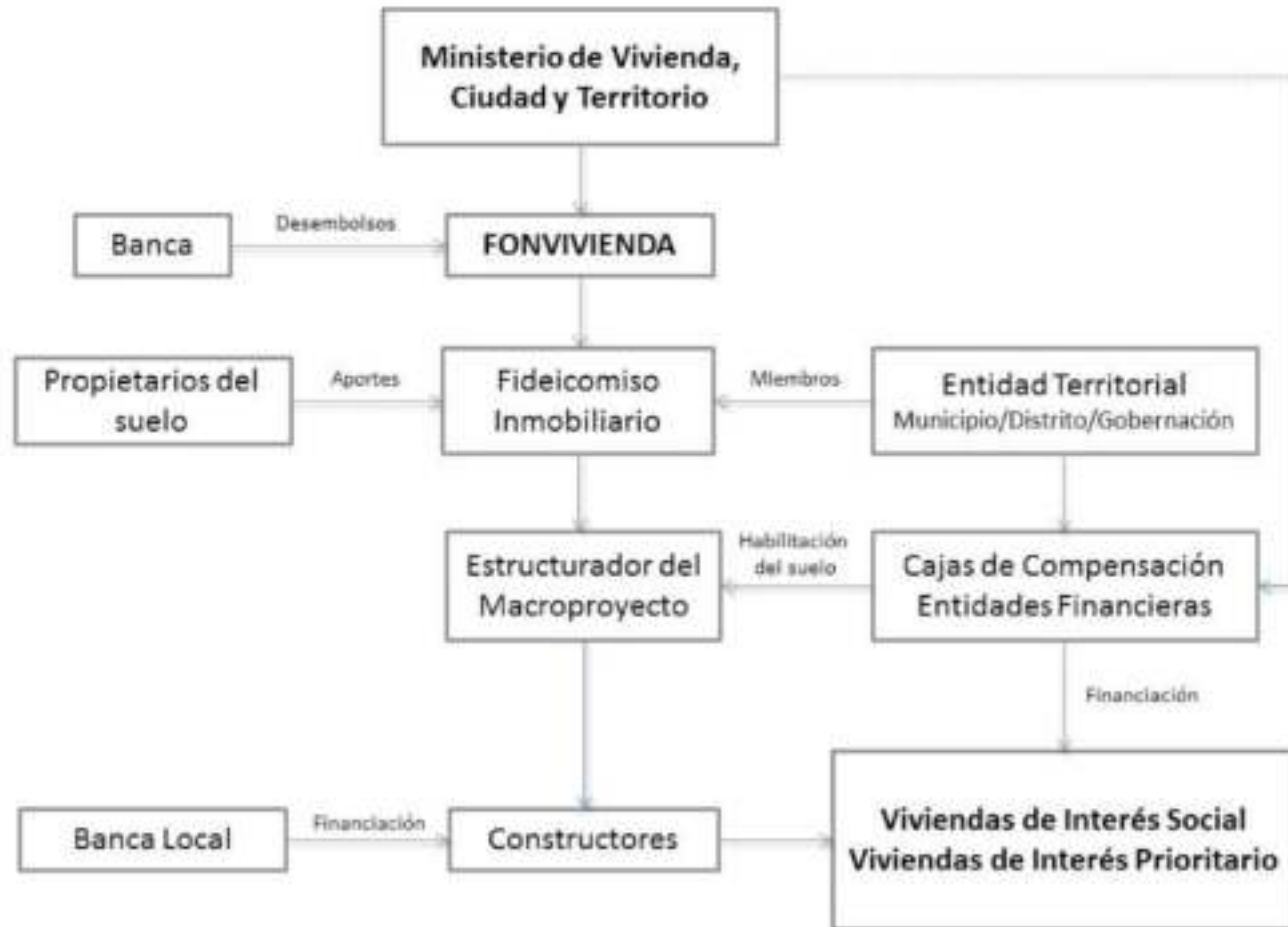 Ministerio de Vivienda,
Ciudad y Territorio
Banca
Desembolsos
FONVIVIENDA
Propietarios del
suelo
Aportes
Fideicomiso
Inmobiliario
Miembros
Entidad Territorial
Municipio/Distrito/Gobernación
Estructurador del
Macroproyecto
Habilitación
del suelo
Cajas de Compensación
Entidades Financieras
Financiación
Banca Local
Financiación
Constructores
Viviendas de Interés Social
Viviendas de Interés Prioritario